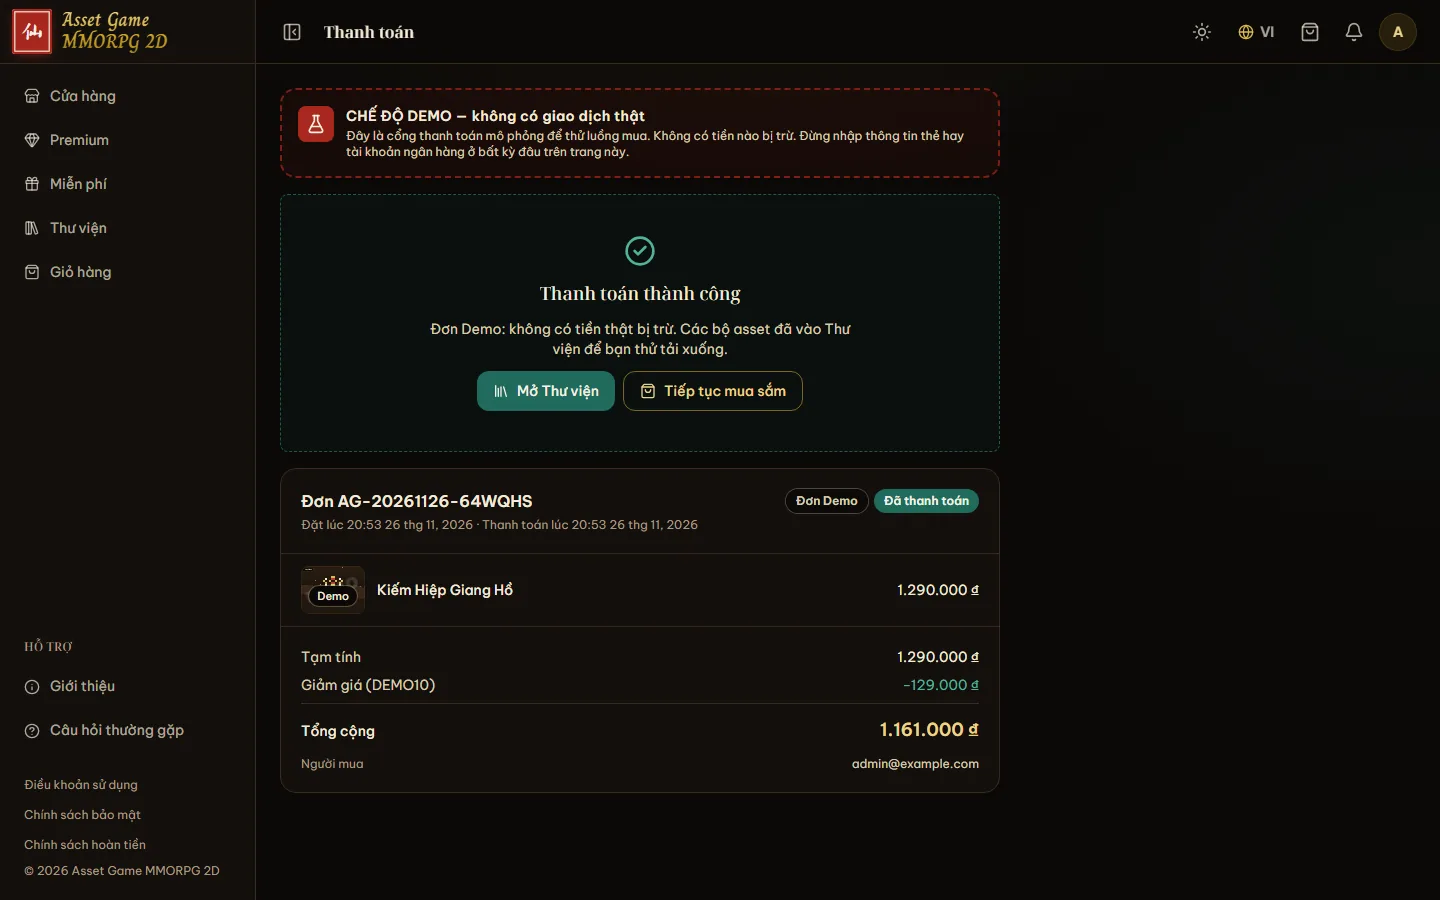 仙
Asset Game
MMORPG 2D
Thanh toán
VI
A
Cửa hàng
Premium
Miễn phí
Thư viện
Giỏ hàng
CHẾ ĐỘ DEMO — không có giao dịch thật
Đây là cổng thanh toán mô phỏng để thử luồng mua. Không có tiền nào bị trừ. Đừng nhập thông tin thẻ hay
tài khoản ngân hàng ở bất kỳ đâu trên trang này.
Thanh toán thành công
Đơn Demo: không có tiền thật bị trừ. Các bộ asset đã vào Thư
viện để bạn thử tải xuống.
Mở Thư viện
Tiếp tục mua sắm
Đơn AG-20261126-64WQHS
Đơn Demo
Đã thanh toán
Đặt lúc 20:53 26 thg 11, 2026 · Thanh toán lúc 20:53 26 thg 11, 2026
Demo
Kiếm Hiệp Giang Hồ
1.290.000 ₫
Tạm tính
1.290.000 ₫
Giảm giá (DEMO10)
-129.000 ₫
Tổng cộng
1.161.000 ₫
Người mua
admin@example.com
HỖ TRỢ
Giới thiệu
Câu hỏi thường gặp
Điều khoản sử dụng
Chính sách bảo mật
Chính sách hoàn tiền
© 2026 Asset Game MMORPG 2D